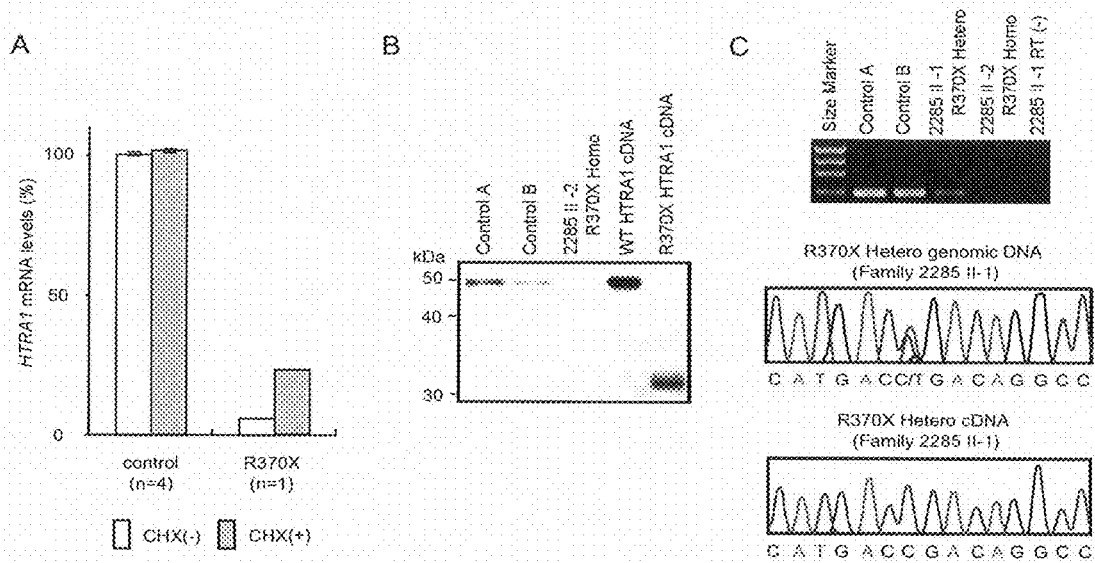 A
HTRA1 mRNA levels (%)
100
50
0
control
(n=4)
R370X
(n=1)
CHX(-)
CHX(+)
B
Control A
Control B
2285 II-2
R370X Homo
WT HTRA1 cDNA
R370X HTRA1 cDNA
kDa
50
40
30
C
Size Marker
Control A
Control B
2285 II-1
R370X Hetero
2285 II-2
R370X Homo
2285 II-1 RT (-)
R370X Hetero genomic DNA
(Family 2285 II-1)
C A T G A C C/T G A C A G G C C
R370X Hetero cDNA
(Family 2285 II-1)
C A T G A C C G A C A G G C C